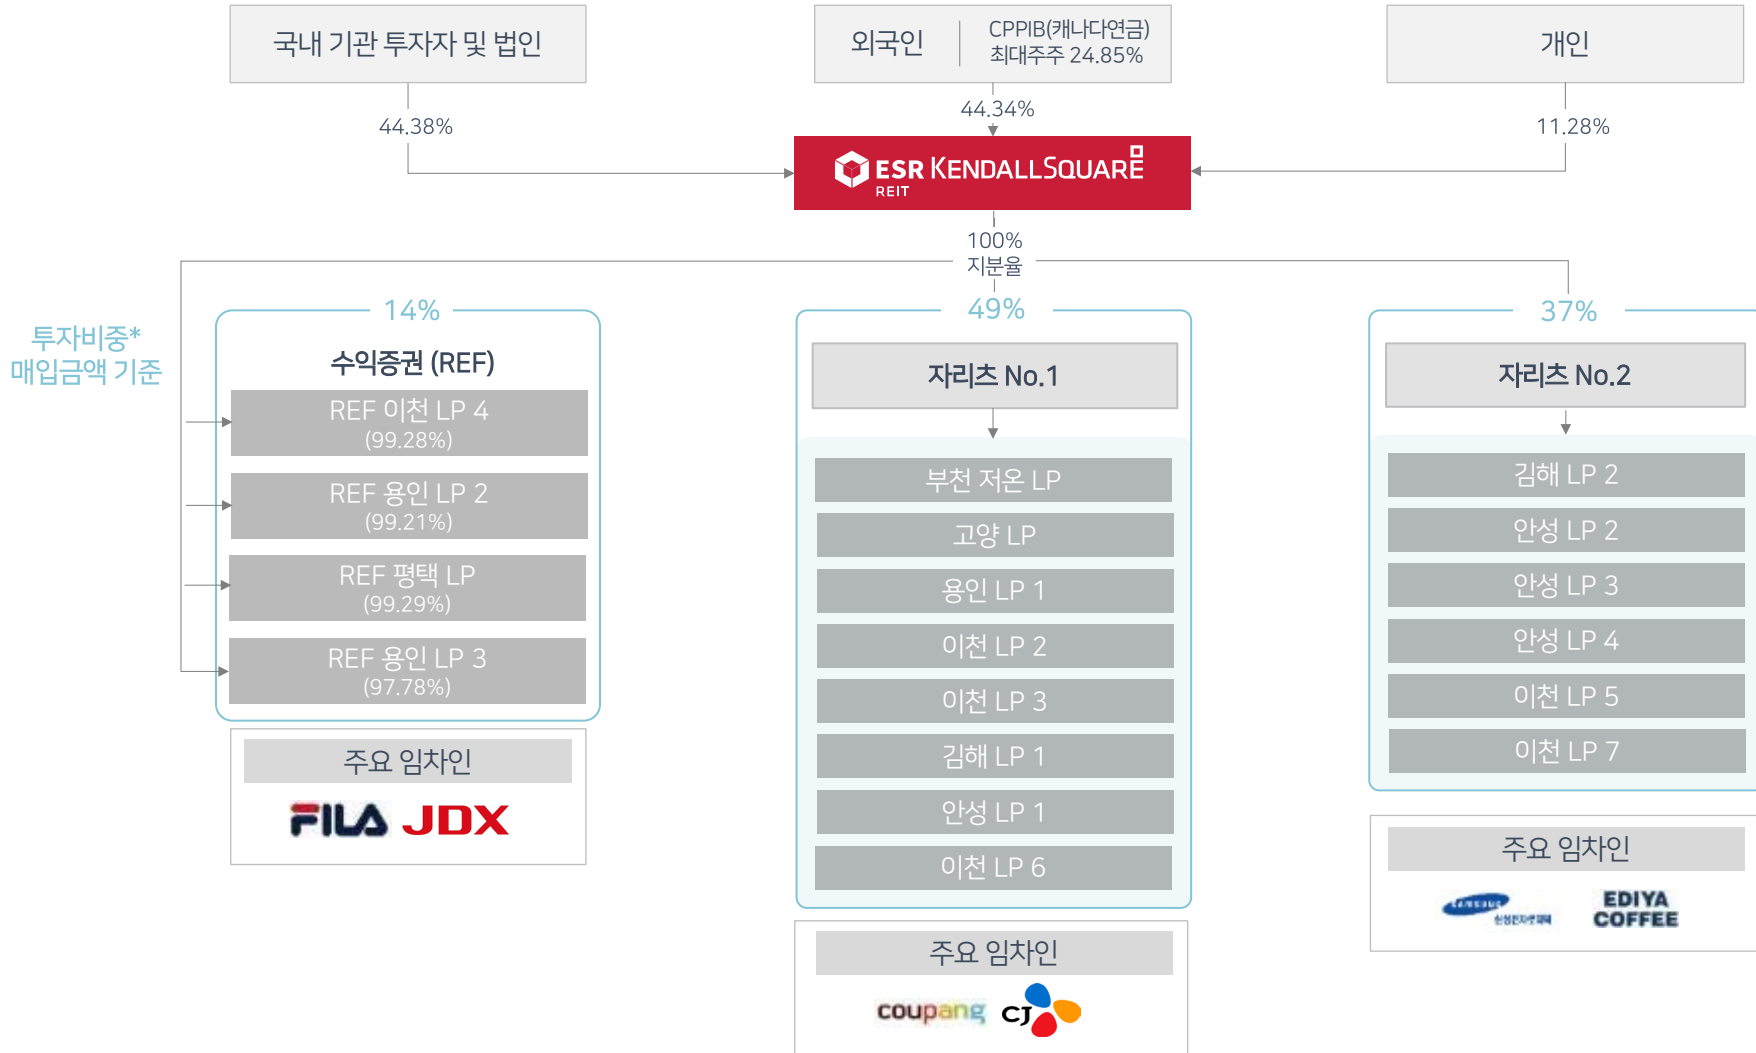 국내 기관 투자자 및 법인
외국인
CPPIB(캐나다연금)
최대주주 24.85%
개인
44.38%
44.34%
11.28%
ESR KENDALLSQUARE
REIT
100%
지분율
투자비중*
매입금액 기준
14%
수익증권 (REF)
REF 이천 LP 4
(99.28%)
REF 용인 LP 2
(99.21%)
REF 평택 LP
(99.29%)
REF 용인 LP 3
(97.78%)
주요 임차인
FILA JDX
49%
자리츠 No.1
부천 저온 LP
고양 LP
용인 LP 1
이천 LP 2
이천 LP 3
김해 LP 1
안성 LP 1
이천 LP 6
주요 임차인
coupang CJ
37%
자리츠 No.2
김해 LP 2
안성 LP 2
안성 LP 3
안성 LP 4
이천 LP 5
이천 LP 7
주요 임차인
SAMSUNG
EDIYA
COFFEE